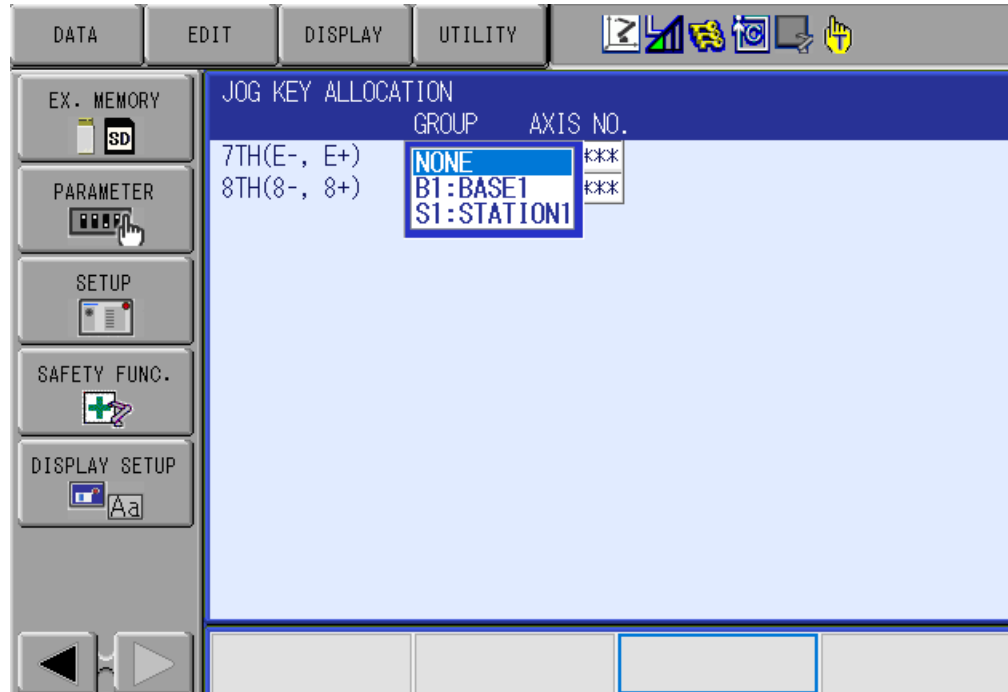 DATA EDIT DISPLAY UTILITY
EX. MEMORY
SD
PARAMETER
SETUP
SAFETY FUNC.
DISPLAY SETUP
Aa
JOG KEY ALLOCATION
GROUP AXIS NO.
7TH(E-, E+) NONE ***
8TH(8-, 8+) B1:BASE1 ***
S1:STATION1